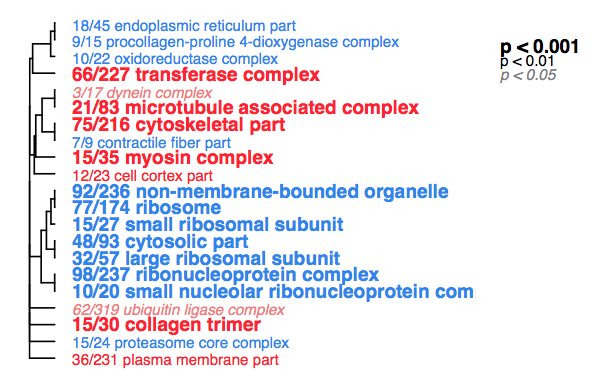 18/45 endoplasmic reticulum part
9/15 procollagen-proline 4-dioxygenase complex
10/22 oxidoreductase complex
66/227 transferase complex
3/17 dynein complex
21/83 microtubule associated complex
75/216 cytoskeletal part
7/9 contractile fiber part
15/35 myosin complex
12/23 cell cortex part
92/236 non-membrane-bounded organelle
77/174 ribosome
15/27 small ribosomal subunit
48/93 cytosolic part
32/57 large ribosomal subunit
98/237 ribonucleoprotein complex
10/20 small nucleolar ribonucleoprotein com
62/319 ubiquitin ligase complex
15/30 collagen trimer
15/24 proteasome core complex
36/231 plasma membrane part
p < 0.001
p < 0.01
p < 0.05